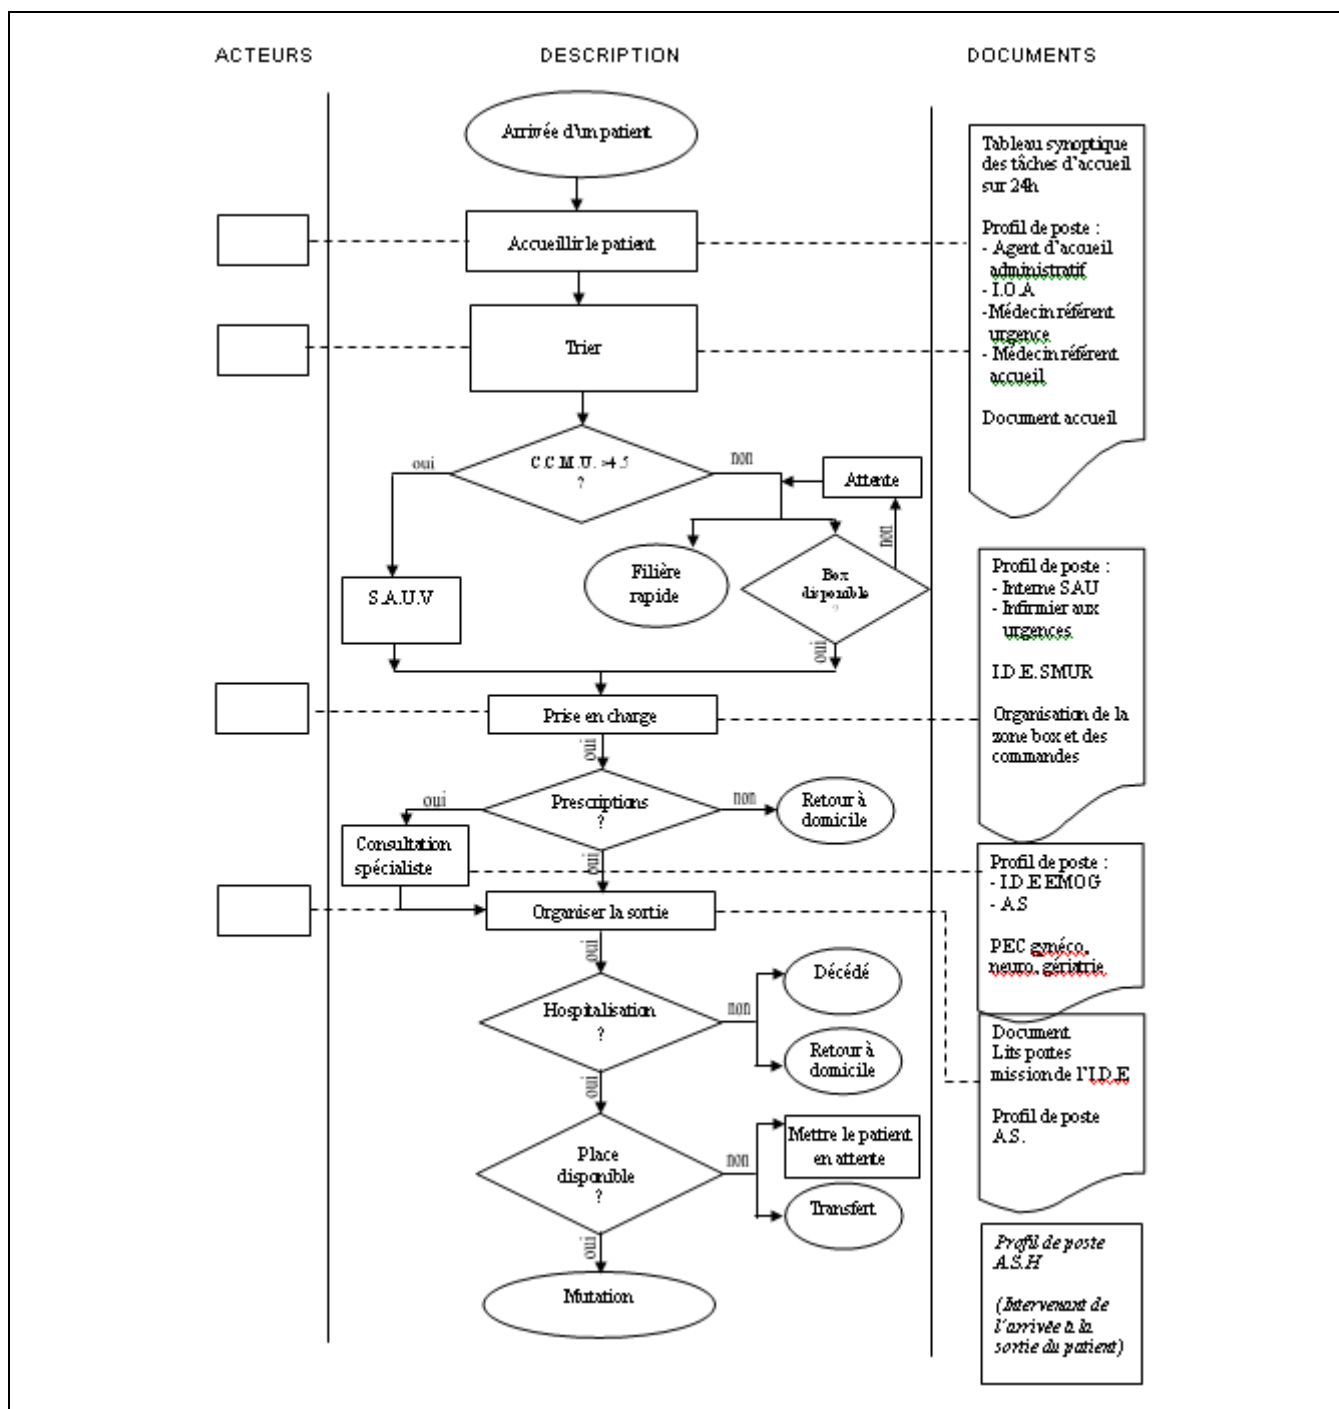 ACTEURS
DESCRIPTION
DOCUMENTS
Arrivée d'un patient
Accueillir le patient
Trier
C.C.M.U. >4.5
?
oui
non
Attente
non
Filière
rapide
Box
disponible
?
oui
S.A.U.V
Prise en charge
oui
Prescriptions
?
oui
non
Retour à
domicile
Consultation
spécialiste
oui
Organiser la sortie
oui
Hospitalisation
?
non
Décédé
Retour à
domicile
oui
Place
disponible
?
non
Mettre le patient
en attente
Transfert
oui
Mutation
Tableau synoptique
des tâches d'accueil
sur 24h
Profil de poste :
- Agent d'accueil
administratif
- I.O.A
-Médecin référent
urgence
- Médecin référent
accueil
Document accueil
Profil de poste :
- Interne SAU
- Infirmier aux
urgences
I.D.E. SMUR
Organisation de la
zone box et des
commandes
Profil de poste :
- I.D.E EMOG
- A.S
PEC gynéco,
neuro, gériatrie
Document
Lits portes
mission de l'I.D.E
Profil de poste
A.S.
Profil de poste
A.S.H
(Intervenant de
l'arrivée à la
sortie du patient)